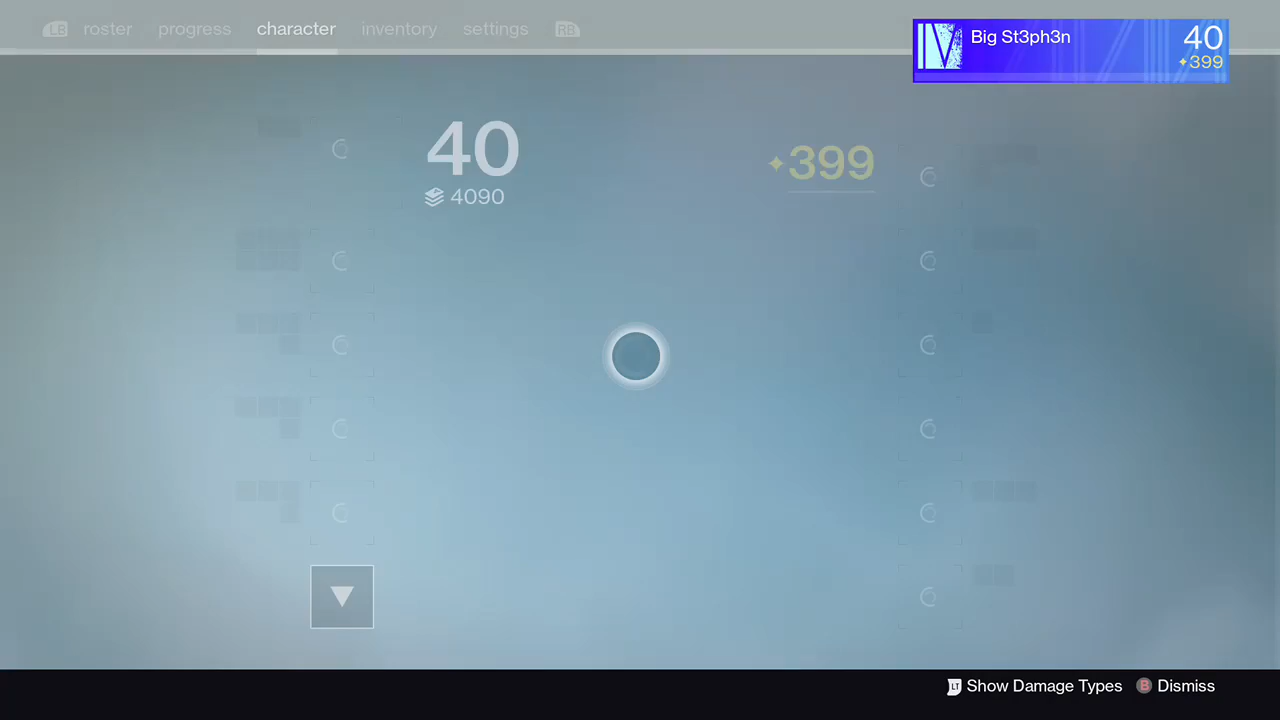 LB roster progress character inventory settings RB
Big St3ph3n
40
399
40
399
4090
LT Show Damage Types B Dismiss